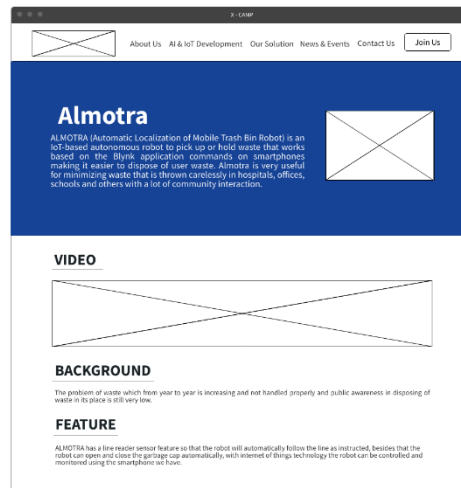 X - CAMP
About Us AI & IoT Development Our Solution News & Events Contact Us Join Us
Almotra
ALMOTRA (Automatic Localization of Mobile Trash Bin Robot) is an
IoT-based autonomous robot to pick up or hold waste that works
based on the Blynk application commands on smartphones
making it easier to dispose of user waste. Almotra is very useful
for minimizing waste that is thrown carelessly in hospitals, offices,
schools and others with a lot of community interaction.
VIDEO
BACKGROUND
The problem of waste which from year to year is increasing and not handled properly and public awareness in disposing of
waste in its place is still very low.
FEATURE
ALMOTRA has a line reader sensor feature so that the robot will automatically follow the line as instructed, besides that the
robot can open and close the garbage cap automatically, with internet of things technology the robot can be controlled and
monitored using the smartphone we have.